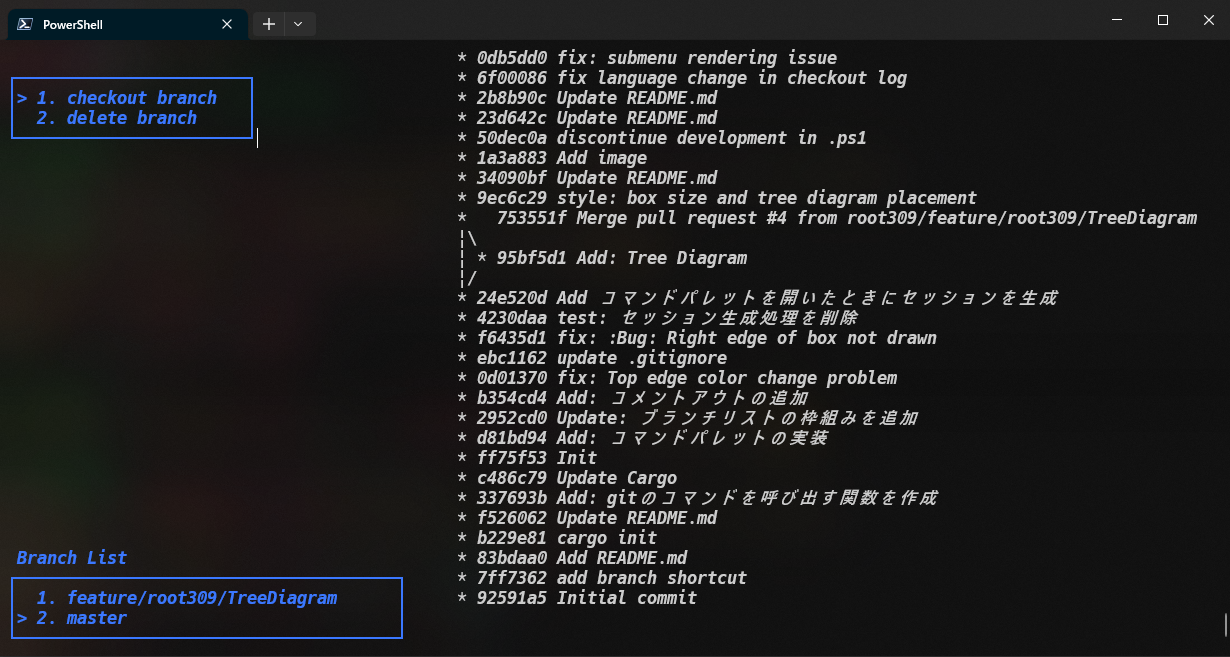 PowerShell
> 1. checkout branch
2. delete branch
* 0db5dd0 fix: submenu rendering issue
* 6f00086 fix language change in checkout log
* 2b8b90c Update README.md
* 23d642c Update README.md
* 50dec0a discontinue development in .ps1
* 1a3a883 Add image
* 34090bf Update README.md
* 9ec6c29 style: box size and tree diagram placement
*   753551f Merge pull request #4 from root309/feature/root309/TreeDiagram
|\
| * 95bf5d1 Add: Tree Diagram
|/
* 24e520d Add コマンドパレットを開いたときにセッションを生成
* 4230daa test: セッション生成処理を削除
* f6435d1 fix: :Bug: Right edge of box not drawn
* ebc1162 update .gitignore
* 0d01370 fix: Top edge color change problem
* b354cd4 Add: コメントアウトの追加
* 2952cd0 Update: ブランチリストの枠組みを追加
* d81bd94 Add: コマンドパレットの実装
* ff75f53 Init
* c486c79 Update Cargo
* 337693b Add: gitのコマンドを呼び出す関数を作成
* f526062 Update README.md
* b229e81 cargo init
* 83bdaa0 Add README.md
* 7ff7362 add branch shortcut
* 92591a5 Initial commit
Branch List
1. feature/root309/TreeDiagram
> 2. master